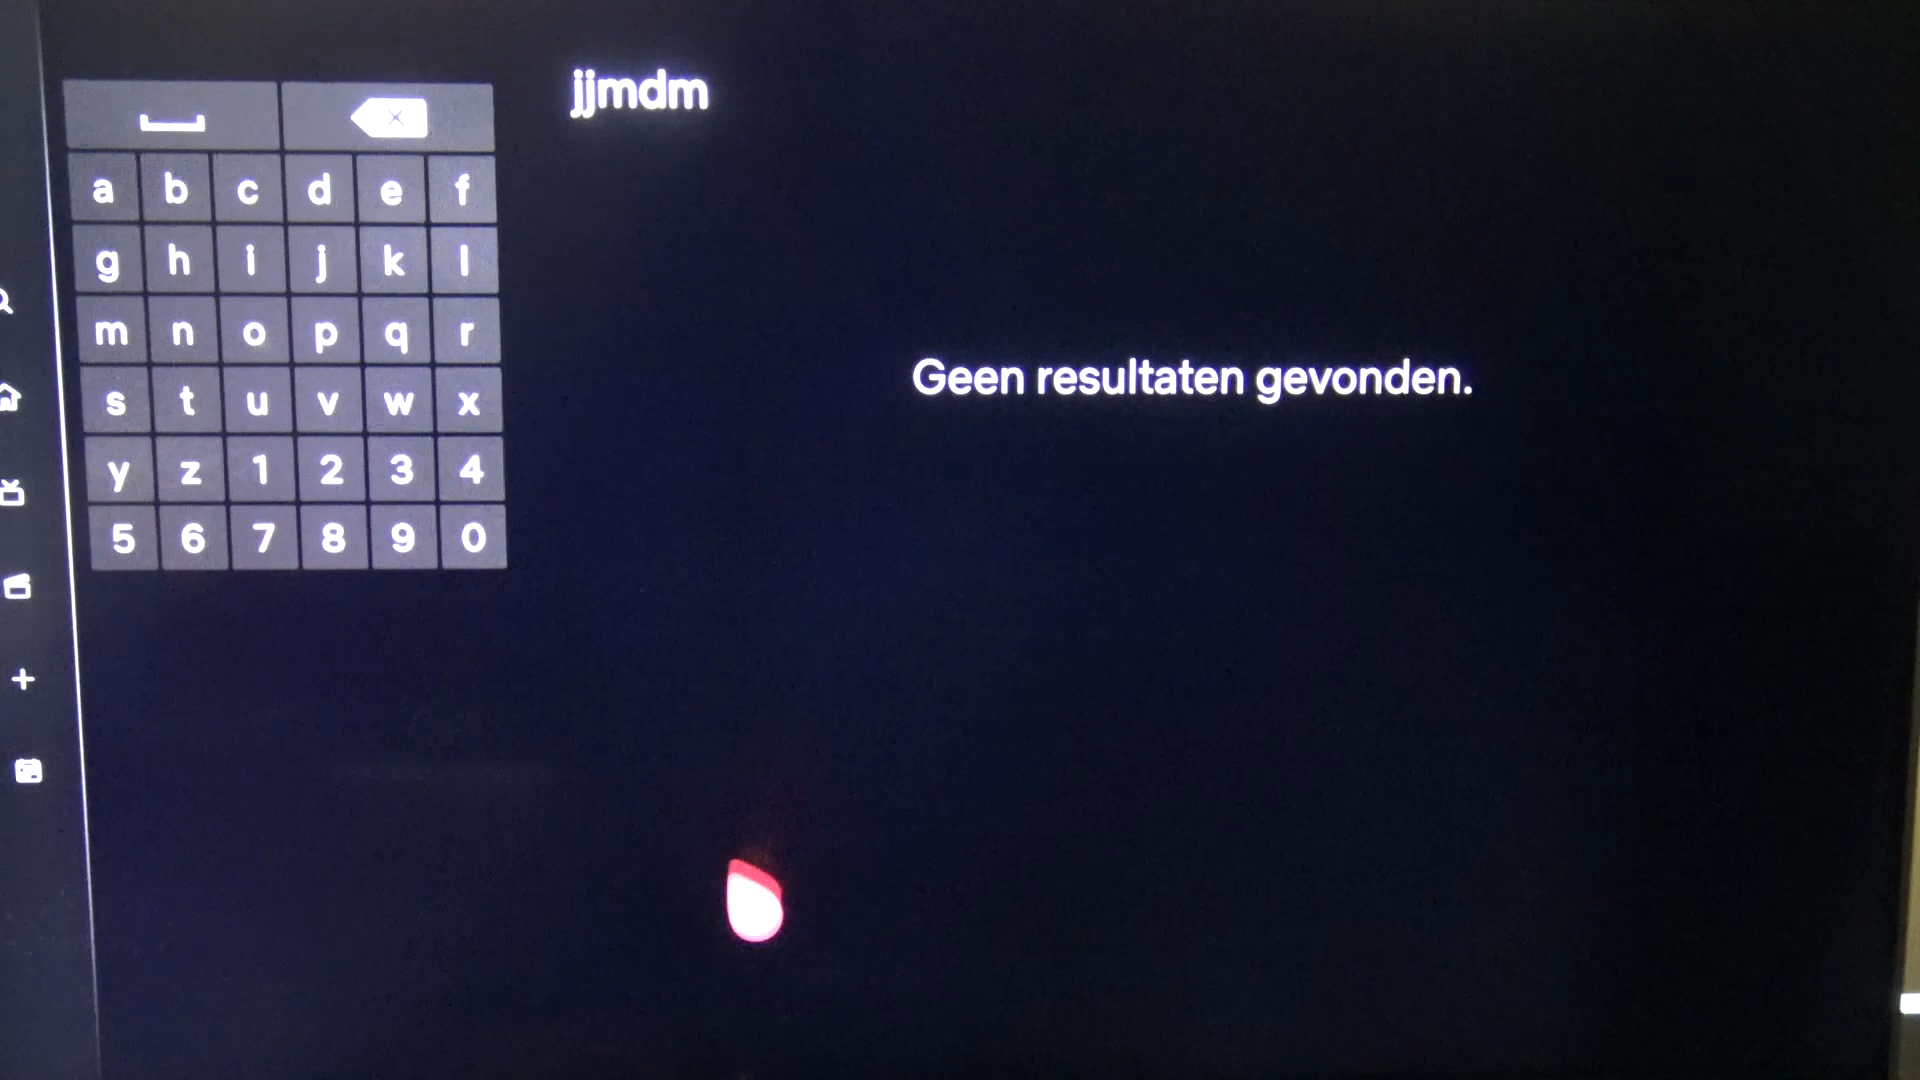 jjmdm
a b c d e f
g h i j k l
m n o p q r
s t u v w x
y z 1 2 3 4
5 6 7 8 9 0
Geen resultaten gevonden.